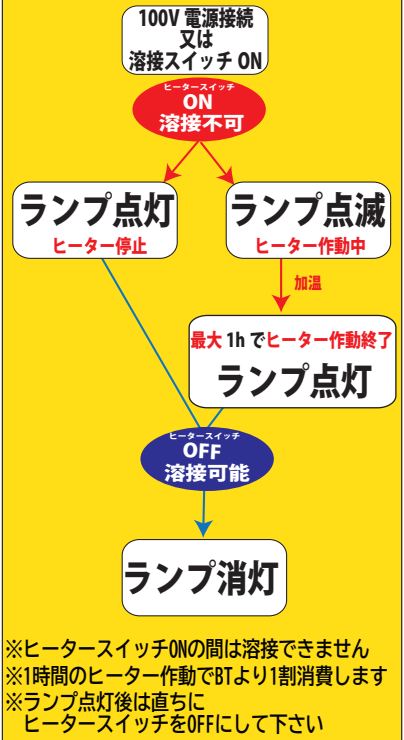 100V 電源接続
又は
溶接スイッチ ON
ヒータースイッチ
ON
溶接不可
ランプ点灯
ヒーター停止
ランプ点滅
ヒーター作動中
加温
最大 1h でヒーター作動終了
ランプ点灯
ヒータースイッチ
OFF
溶接可能
ランプ消灯
※ヒータースイッチONの間は溶接できません
※1時間のヒーター作動でBTより1割消費します
※ランプ点灯後は直ちに
ヒータースイッチをOFFにして下さい